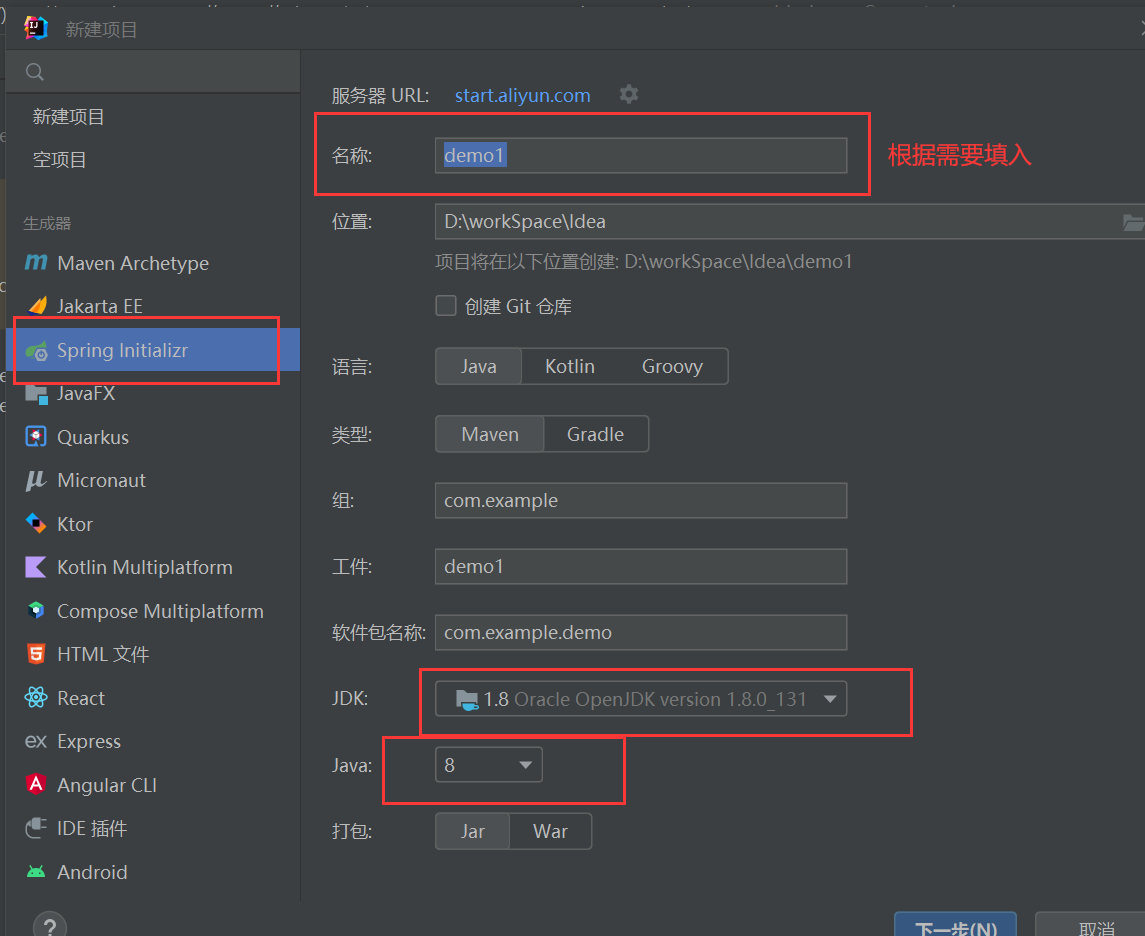 新建项目
新建项目
空项目
生成器
Maven Archetype
Jakarta EE
Spring Initializr
JavaFX
Quarkus
Micronaut
Ktor
Kotlin Multiplatform
Compose Multiplatform
HTML 文件
React
Express
Angular CLI
IDE 插件
Android
服务器 URL: start.aliyun.com
名称: demo1 根据需要填入
位置: D:\workSpace\Idea
项目将在以下位置创建: D:\workSpace\Idea\demo1
创建 Git 仓库
语言: Java Kotlin Groovy
类型: Maven Gradle
组: com.example
工件: demo1
软件包名称: com.example.demo
JDK: 1.8 Oracle OpenJDK version 1.8.0_131
Java: 8
打包: Jar War
? 下一步(N) 取消